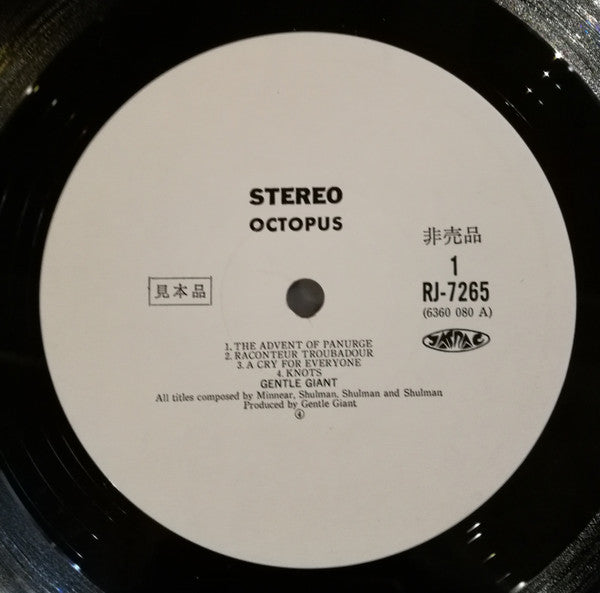 STEREO
OCTOPUS
非売品
1
RJ-7265
(6360 080 A)
JASRAC
見本品
1. THE ADVENT OF PANURGE
2. RACONTEUR TROUBADOUR
3. A CRY FOR EVERYONE
4. KNOTS
GENTLE GIANT
All titles composed by Minnear, Shulman, Shulman and Shulman
Produced by Gentle Giant
④